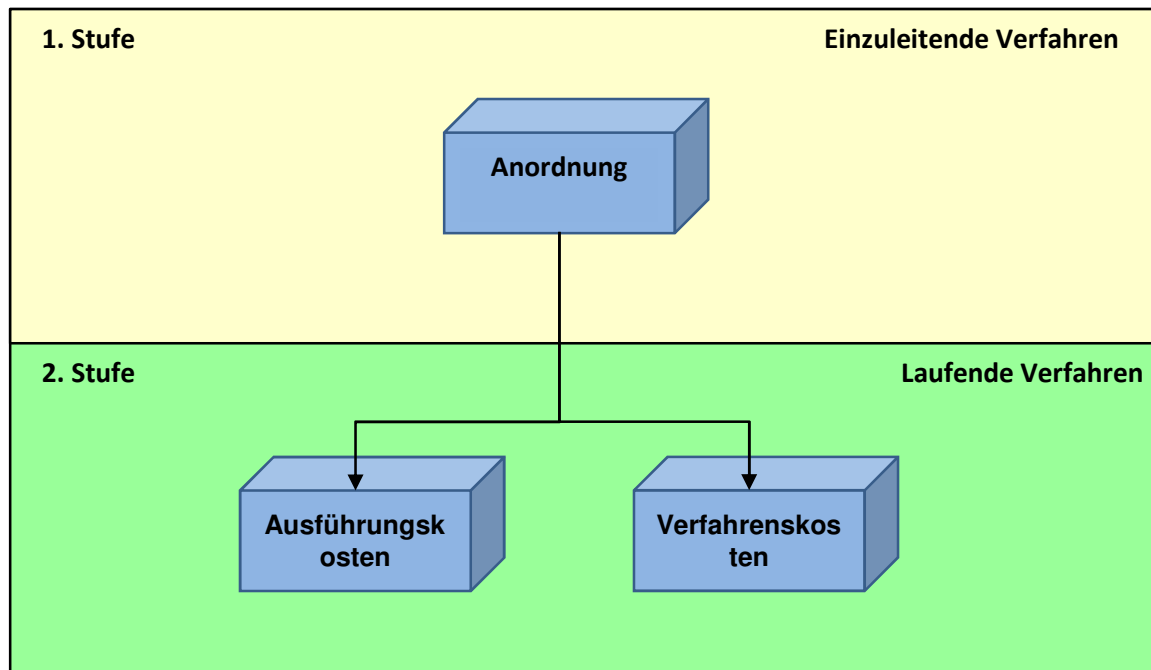 1. Stufe
Einzuleitende Verfahren
Anordnung
2. Stufe
Laufende Verfahren
Ausführungsk
osten
Verfahrenskos
ten